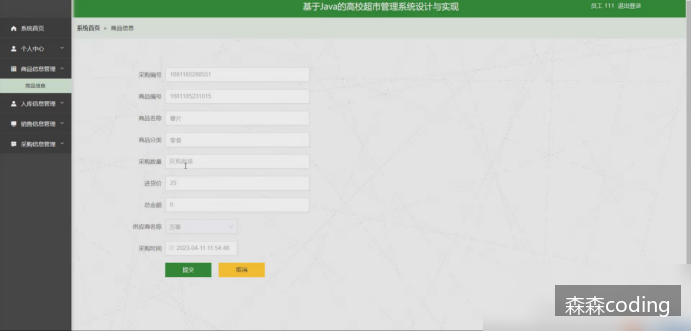 基于Java的高校超市管理系统设计与实现
员工 111 退出登录
系统首页
个人中心
商品信息管理
商品信息
入库信息管理
销售信息管理
采购信息管理
系统首页 » 商品信息
采购编号 1681185288551
商品编号 1681185231015
商品名称 薯片
商品分类 零食
采购数量 采购数量
进货价 25
总金额 0
供应商名称
采购时间 2023-04-11 11:54:48
提交 取消
森森coding